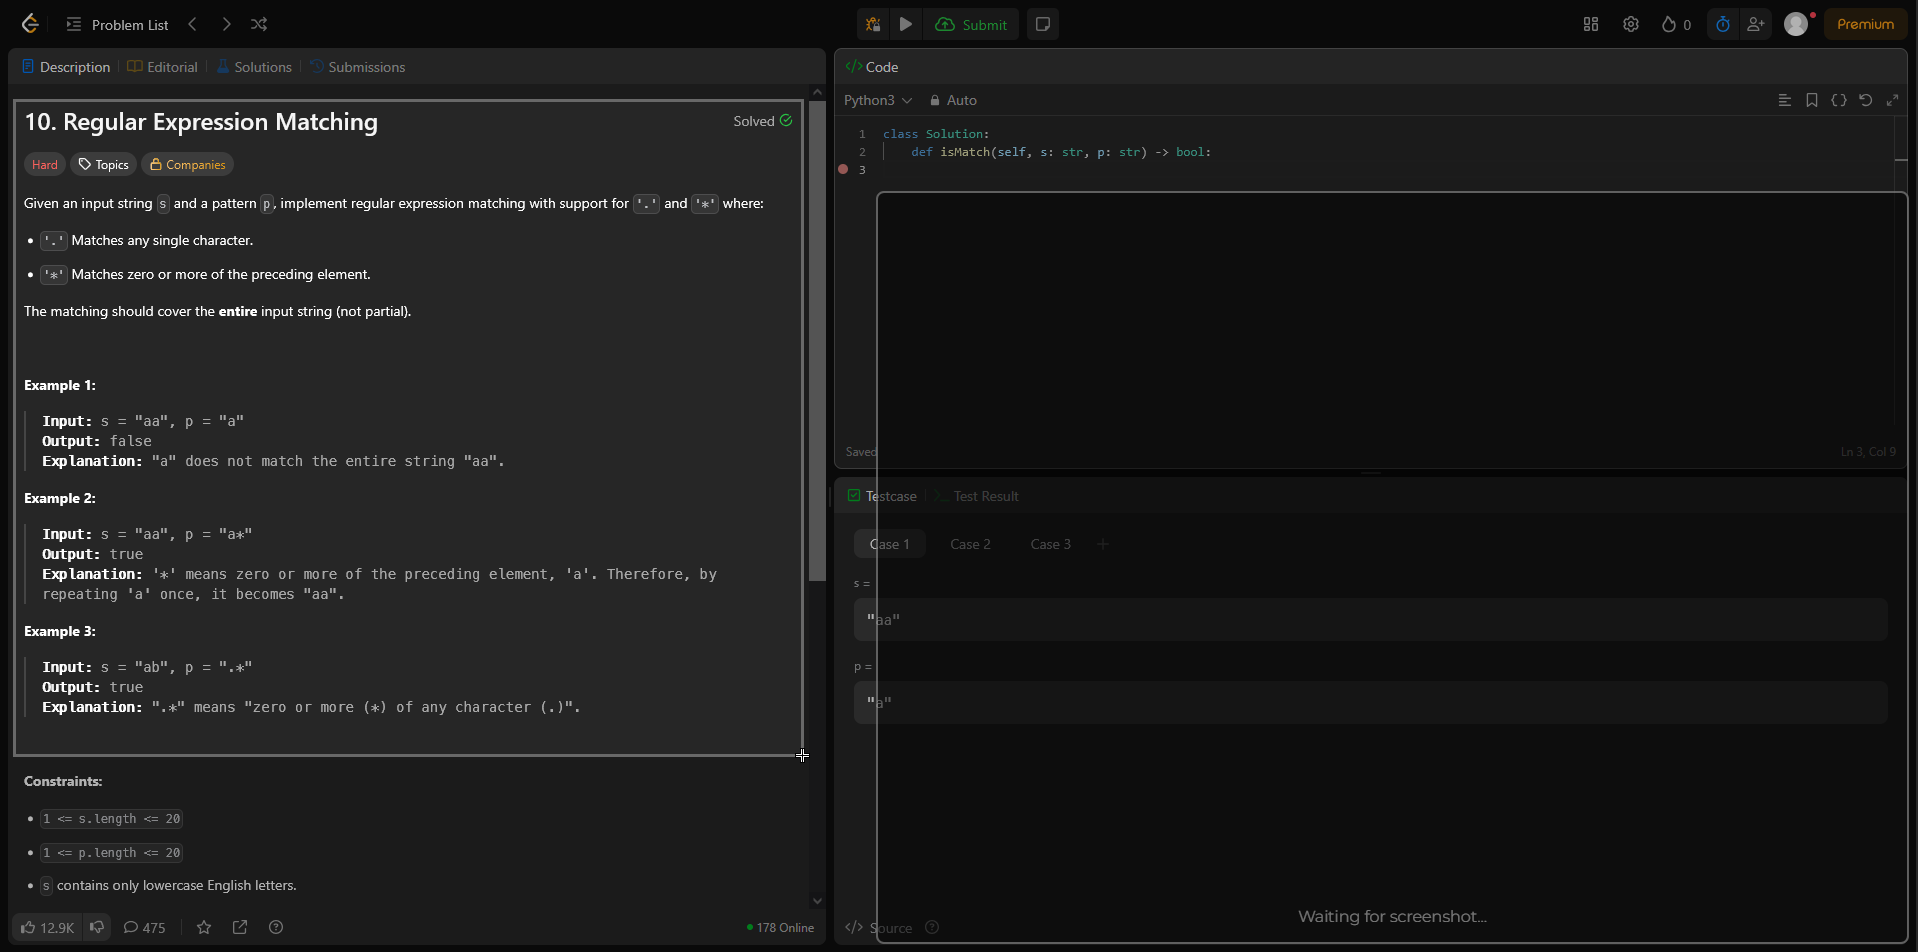 Problem List
Submit
0
Premium
Description
Editorial
Solutions
Submissions
10. Regular Expression Matching
Solved
Hard
Topics
Companies
Given an input string s and a pattern p, implement regular expression matching with support for '.' and '*' where:
'.' Matches any single character.
'*' Matches zero or more of the preceding element.
The matching should cover the entire input string (not partial).
Example 1:
Input: s = "aa", p = "a"
Output: false
Explanation: "a" does not match the entire string "aa".
Example 2:
Input: s = "aa", p = "a*"
Output: true
Explanation: '*' means zero or more of the preceding element, 'a'. Therefore, by
repeating 'a' once, it becomes "aa".
Example 3:
Input: s = "ab", p = ".*"
Output: true
Explanation: ".*" means "zero or more (*) of any character (.)".
Constraints:
1 <= s.length <= 20
1 <= p.length <= 20
s contains only lowercase English letters.
12.9K
475
178 Online
</> Code
Python3
Auto
1 class Solution:
2 def isMatch(self, s: str, p: str) -> bool:
3
Saved
Ln 3, Col 9
Testcase
Test Result
Case 1
Case 2
Case 3
+
s =
"aa"
p =
"a"
Waiting for screenshot...
</> Source